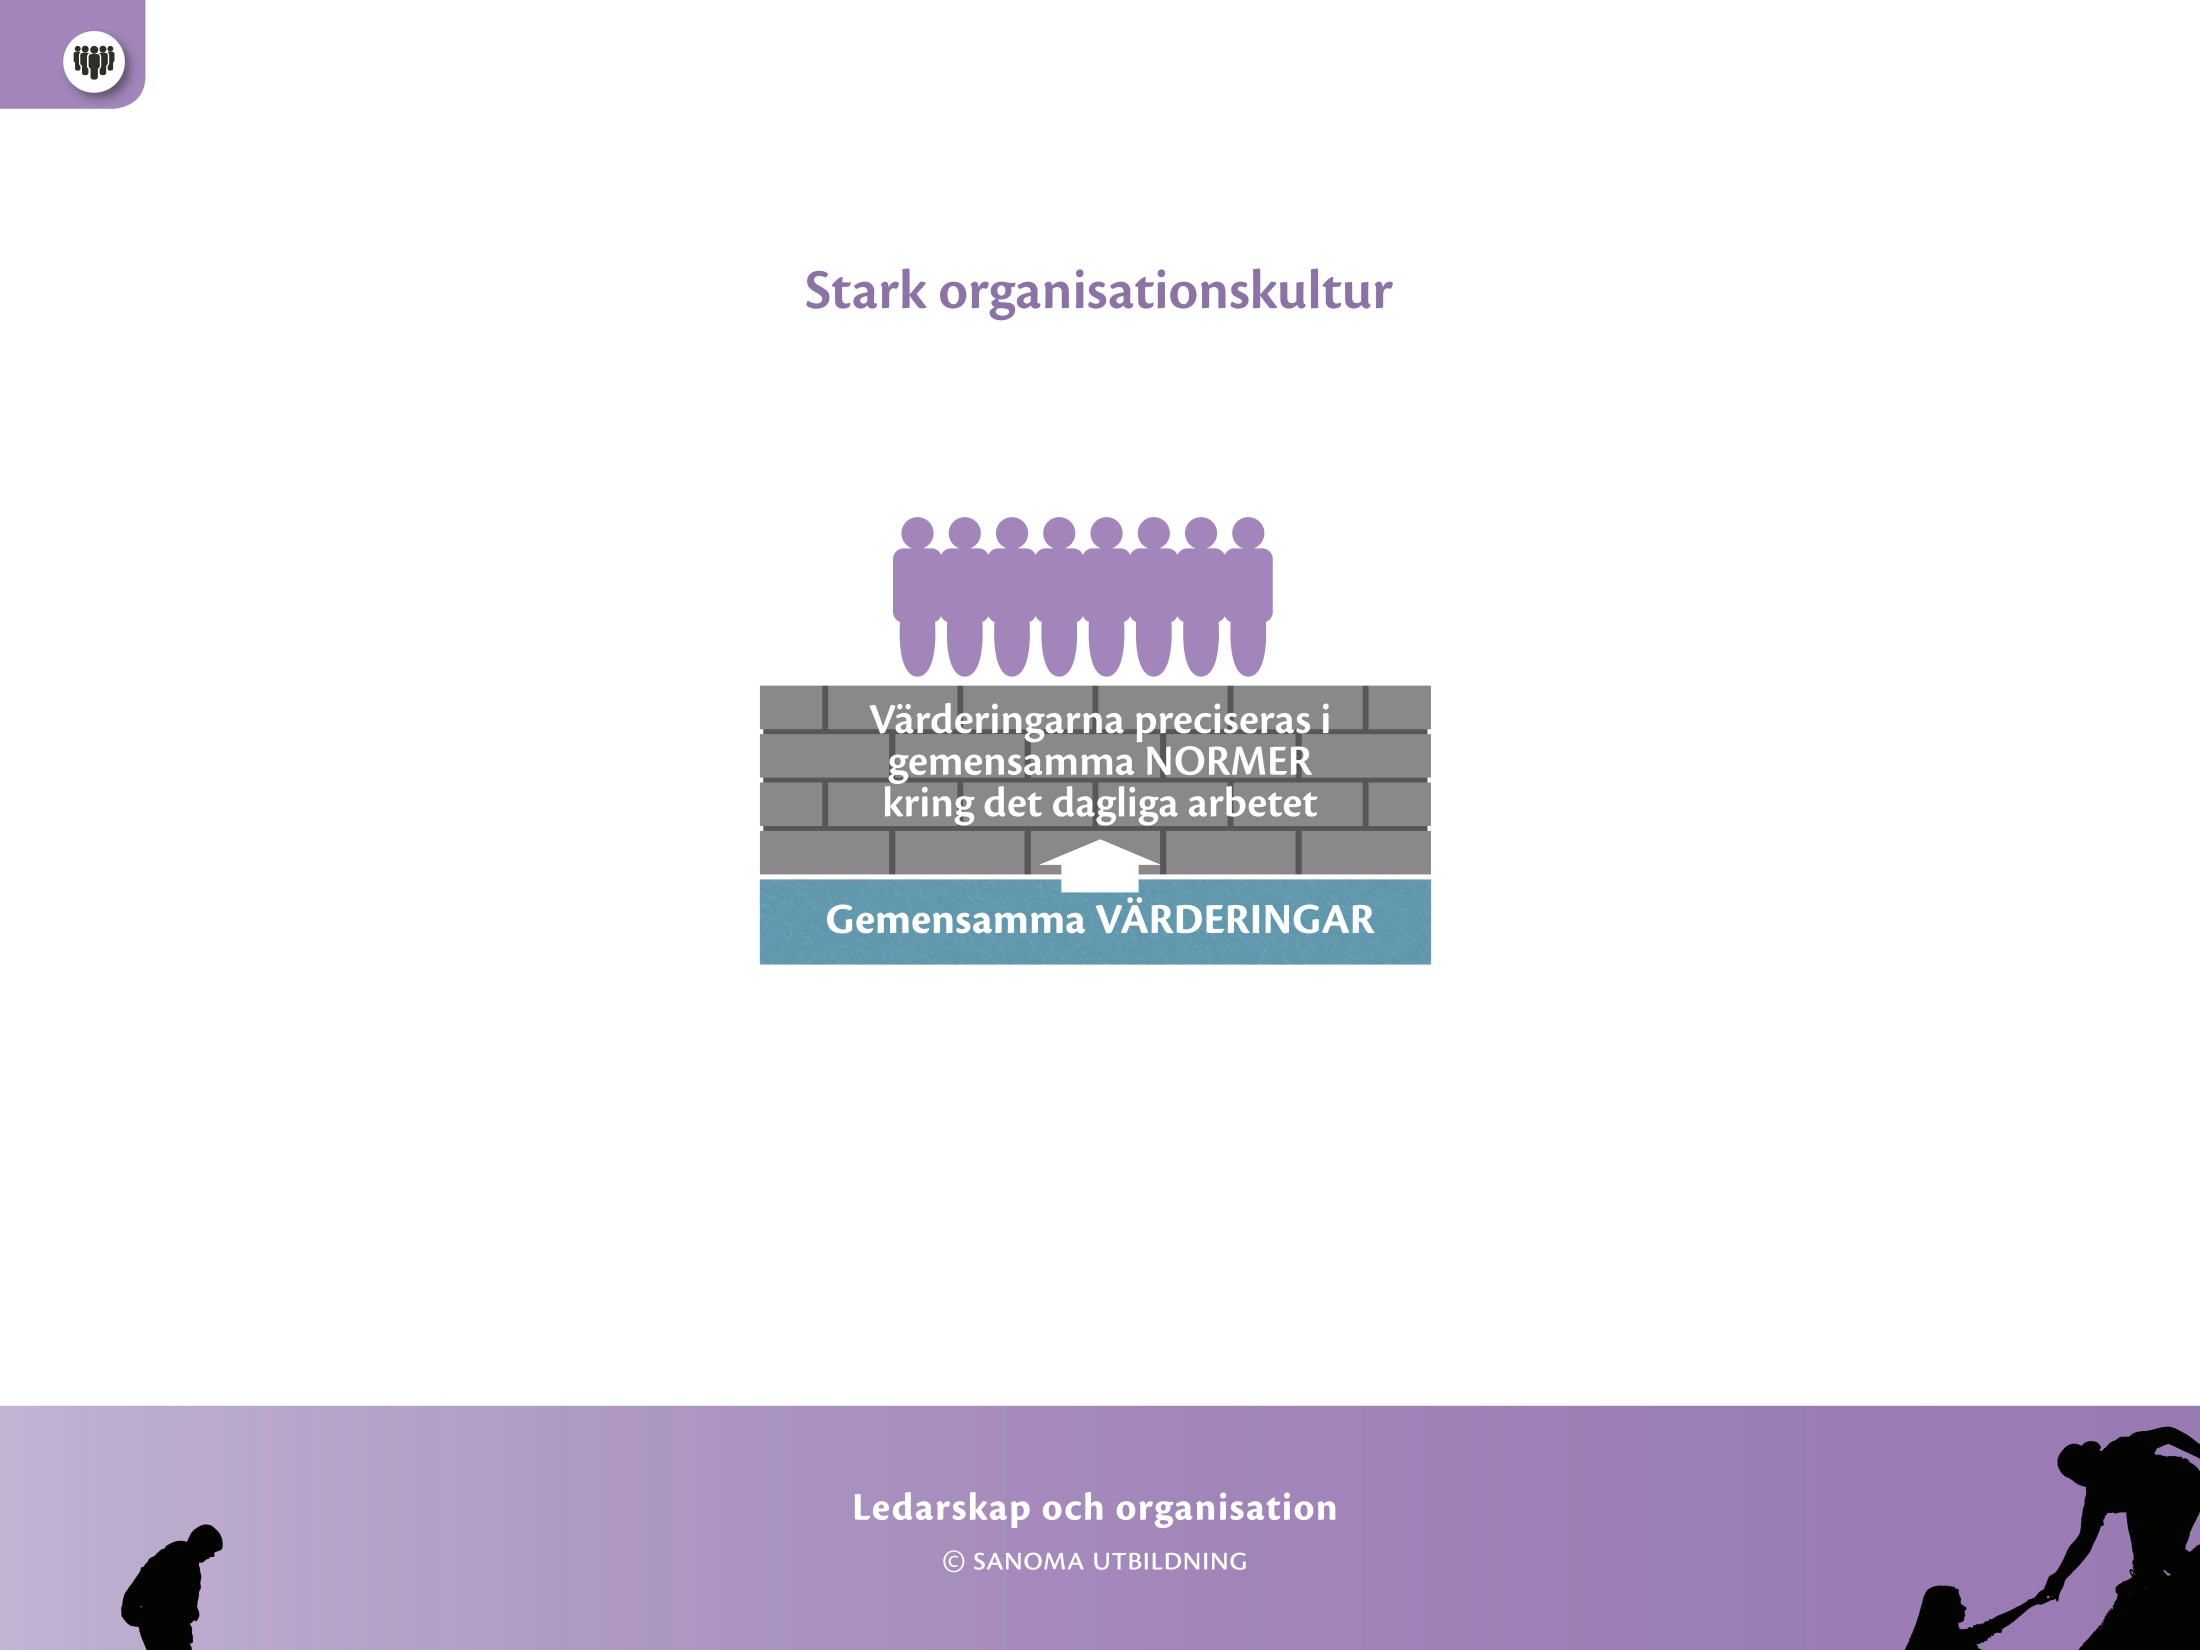 Stark organisationskultur
Värderingarna preciseras i
gemensamma NORMER
kring det dagliga arbetet
Gemensamma VÄRDERINGAR
Ledarskap och organisation
© SANOMA UTBILDNING